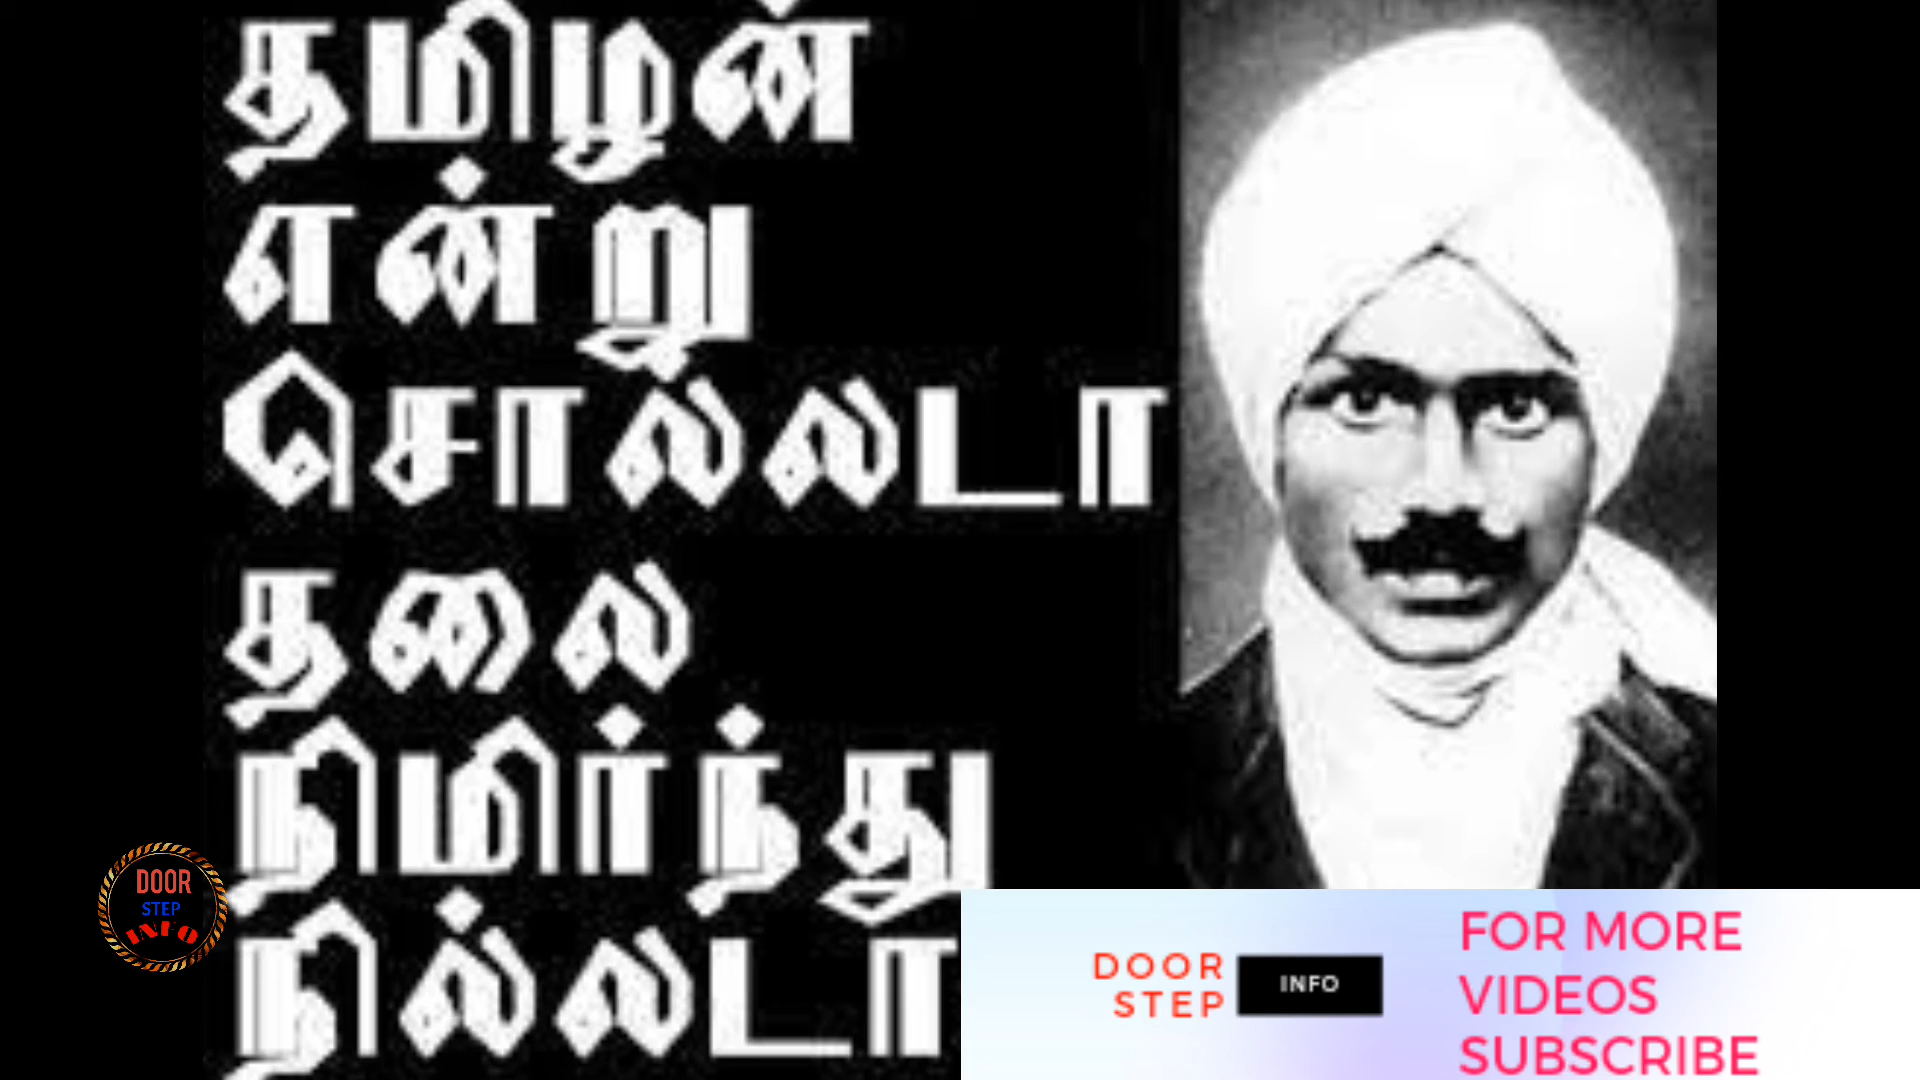 தமிழன்
என்று
சொல்லடா
தலை
நிமிர்ந்து
நில்லடா
DOOR
STEP
INFO
DOOR
STEP
INFO
FOR MORE
VIDEOS
SUBSCRIBE